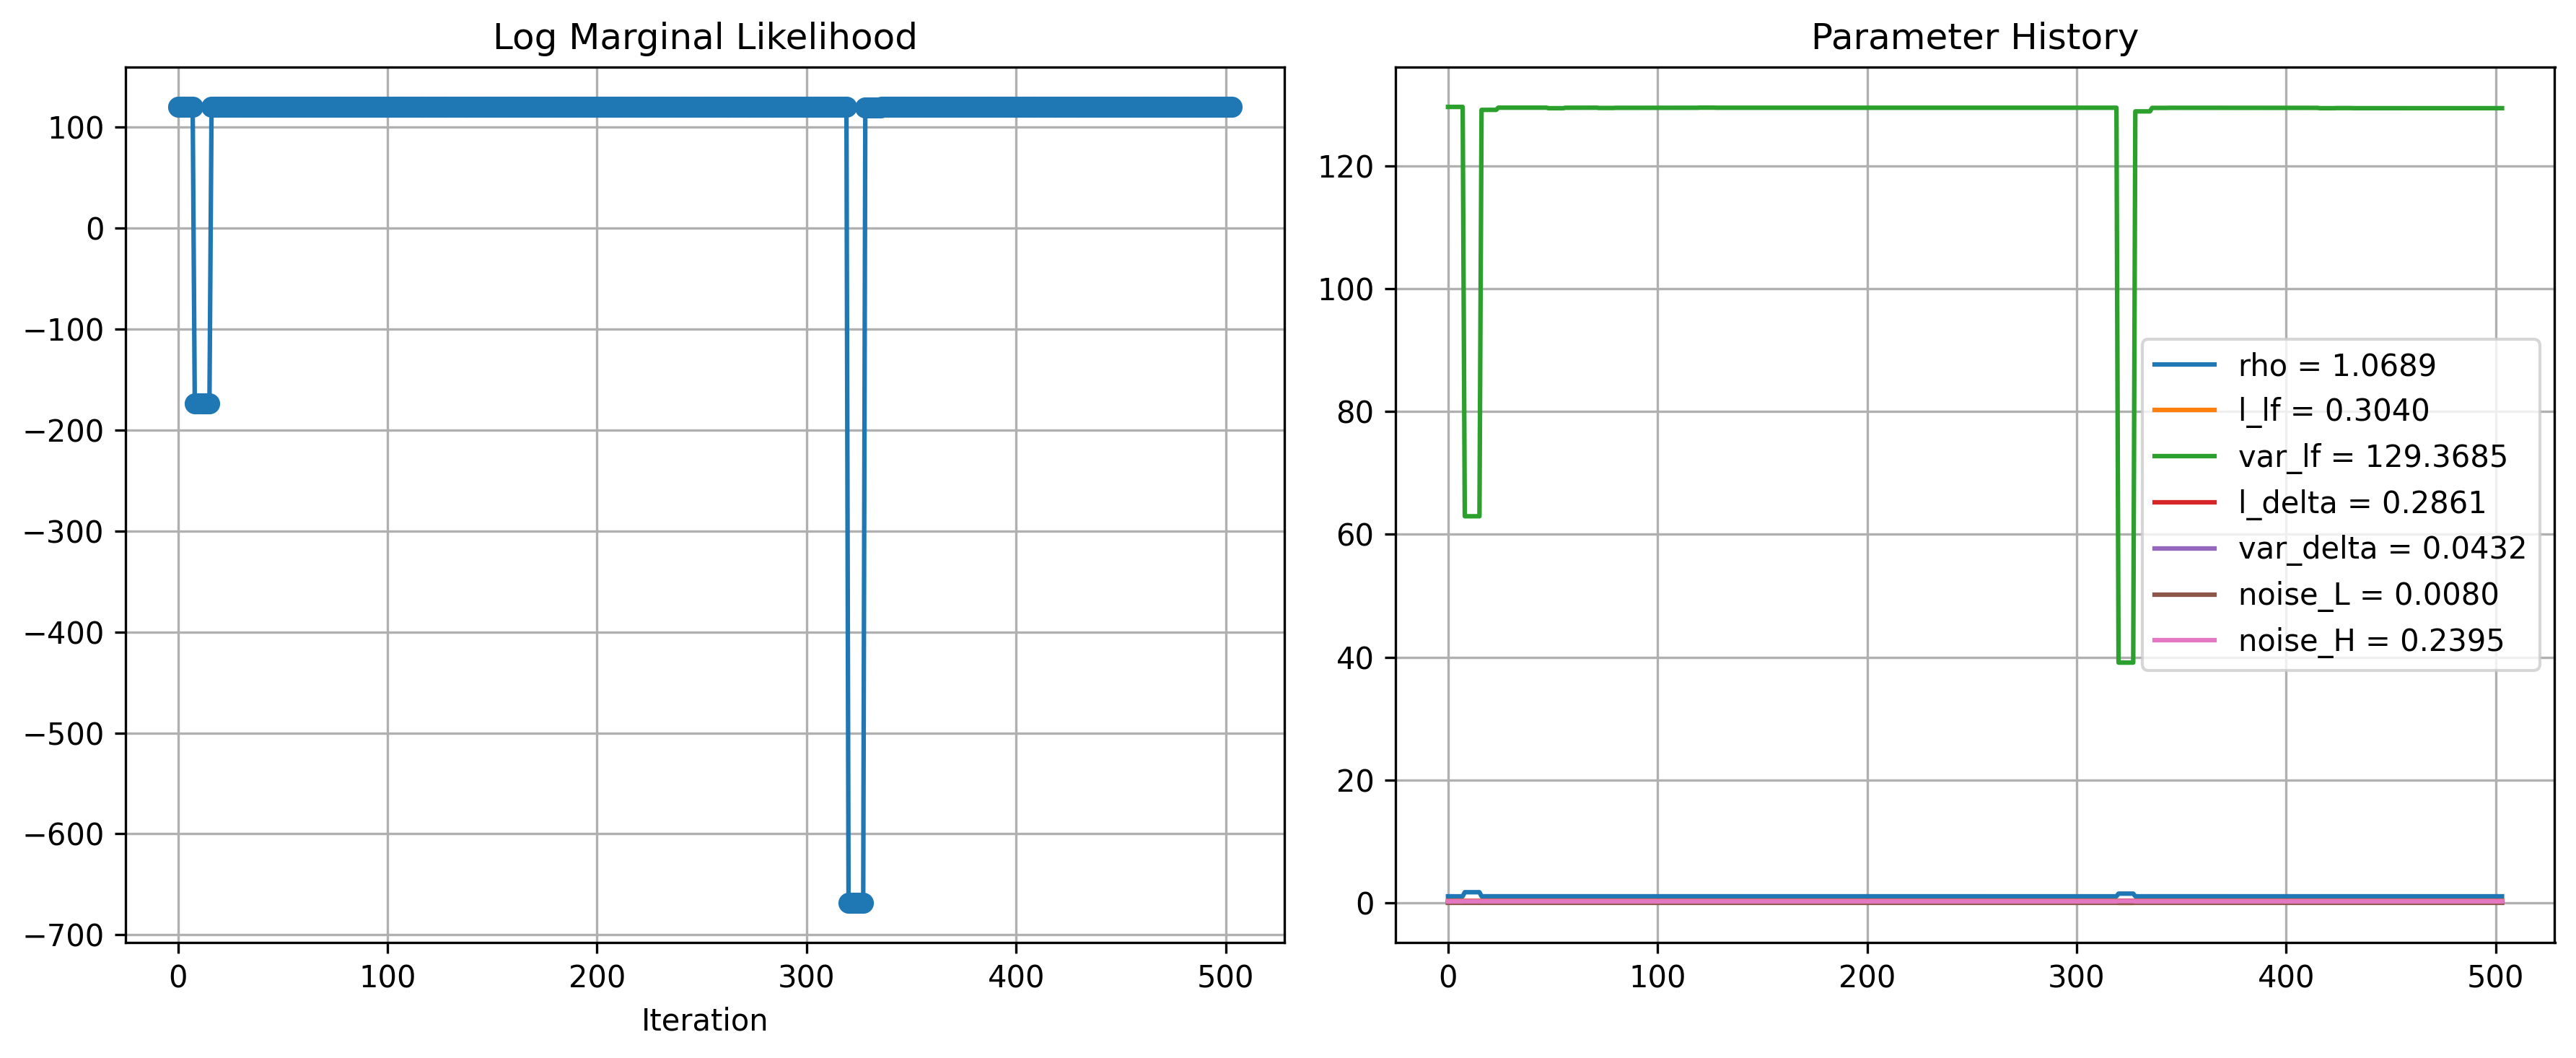 Log Marginal Likelihood
100
0
−100
−200
−300
−400
−500
−600
−700
0 100 200 300 400 500
Iteration
Parameter History
120
100
80
60
40
20
0
0 100 200 300 400 500
rho = 1.0689
l_lf = 0.3040
var_lf = 129.3685
l_delta = 0.2861
var_delta = 0.0432
noise_L = 0.0080
noise_H = 0.2395